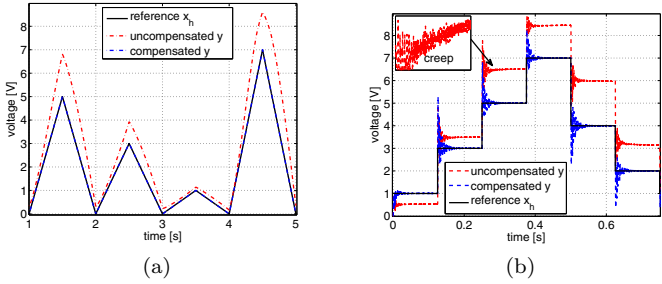 8
7
6
5
4
3
2
1
0
voltage [V]
reference x_h
uncompensated y
compensated y
1 2 3 4 5
time [s]
(a)
8
7
6
5
4
3
2
1
0
voltage [V]
creep
uncompensated y
compensated y
reference x_h
0 0.2 0.4 0.6
time [s]
(b)